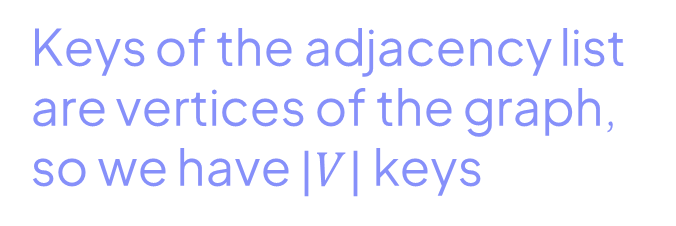 Keys of the adjacency list
are vertices of the graph,
so we have |V| keys